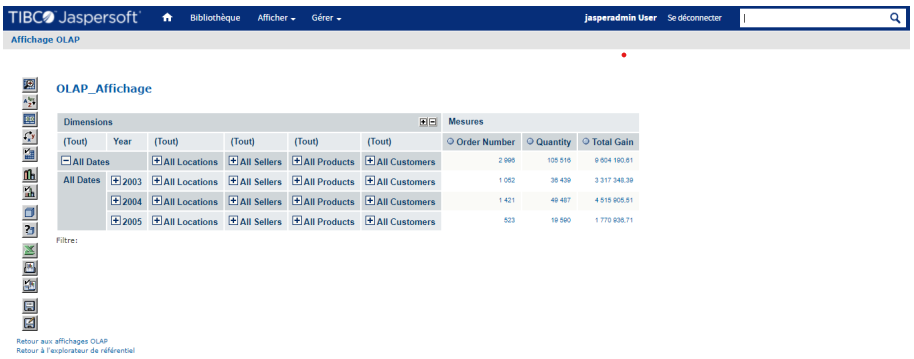 TIBCO Jaspersoft Bibliothèque Afficher Gérer jasperadmin User Se déconnecter
Affichage OLAP
OLAP_Affichage
Dimensions Mesures
(Tout) Year (Tout) (Tout) (Tout) (Tout) Order Number Quantity Total Gain
All Dates All Locations All Sellers All Products All Customers 2 996 105 516 9 604 190,61
All Dates 2003 All Locations All Sellers All Products All Customers 1 052 36 439 3 317 348,39
2004 All Locations All Sellers All Products All Customers 1 421 49 487 4 515 905,51
2005 All Locations All Sellers All Products All Customers 523 19 590 1 770 936,71
Filtre:
Retour aux affichages OLAP
Retour à l'explorateur de référentiel